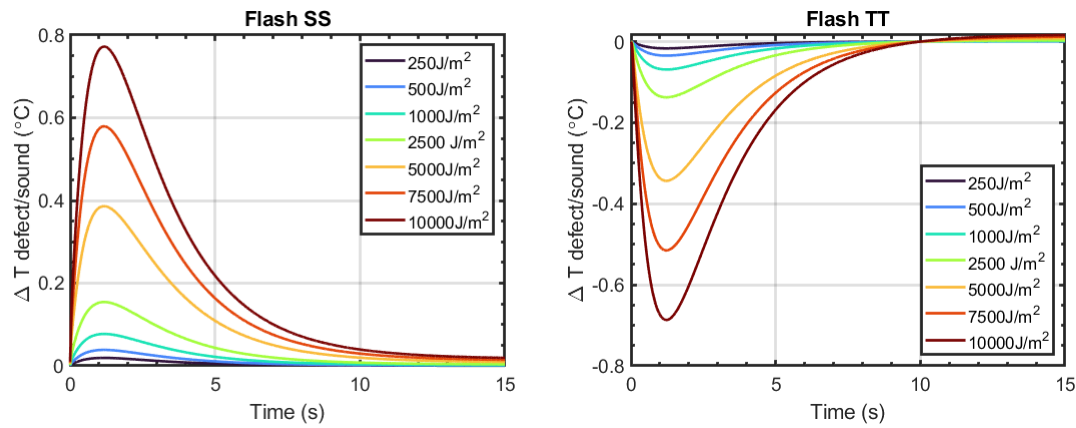 Flash SS
0.8
0.6
0.4
0.2
0
0
5
10
15
Δ T defect/sound (°C)
Time (s)
250J/m²
500J/m²
1000J/m²
2500 J/m²
5000J/m²
7500J/m²
10000J/m²
Flash TT
0
-0.2
-0.4
-0.6
-0.8
0
5
10
15
Δ T defect/sound (°C)
Time (s)
250J/m²
500J/m²
1000J/m²
2500 J/m²
5000J/m²
7500J/m²
10000J/m²